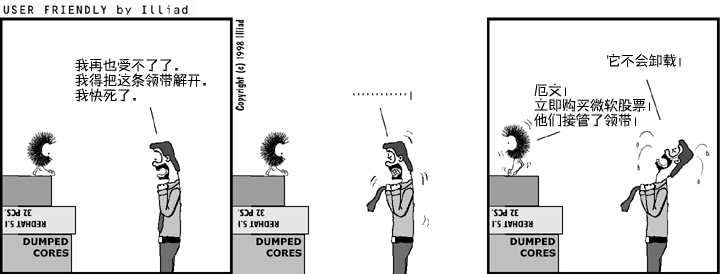 USER FRIENDLY by Illiad
我再也受不了了.
我得把这条领带解开.
我快死了.
REDHAT 5.1
32 PCS.
DUMPED
CORES
Copyright (c) 1998 Illiad
············!
REDHAT 5.1
32 PCS.
DUMPED
CORES
它不会卸载!
厄文!
立即购买微软股票!
他们接管了领带!
REDHAT 5.1
32 PCS.
DUMPED
CORES